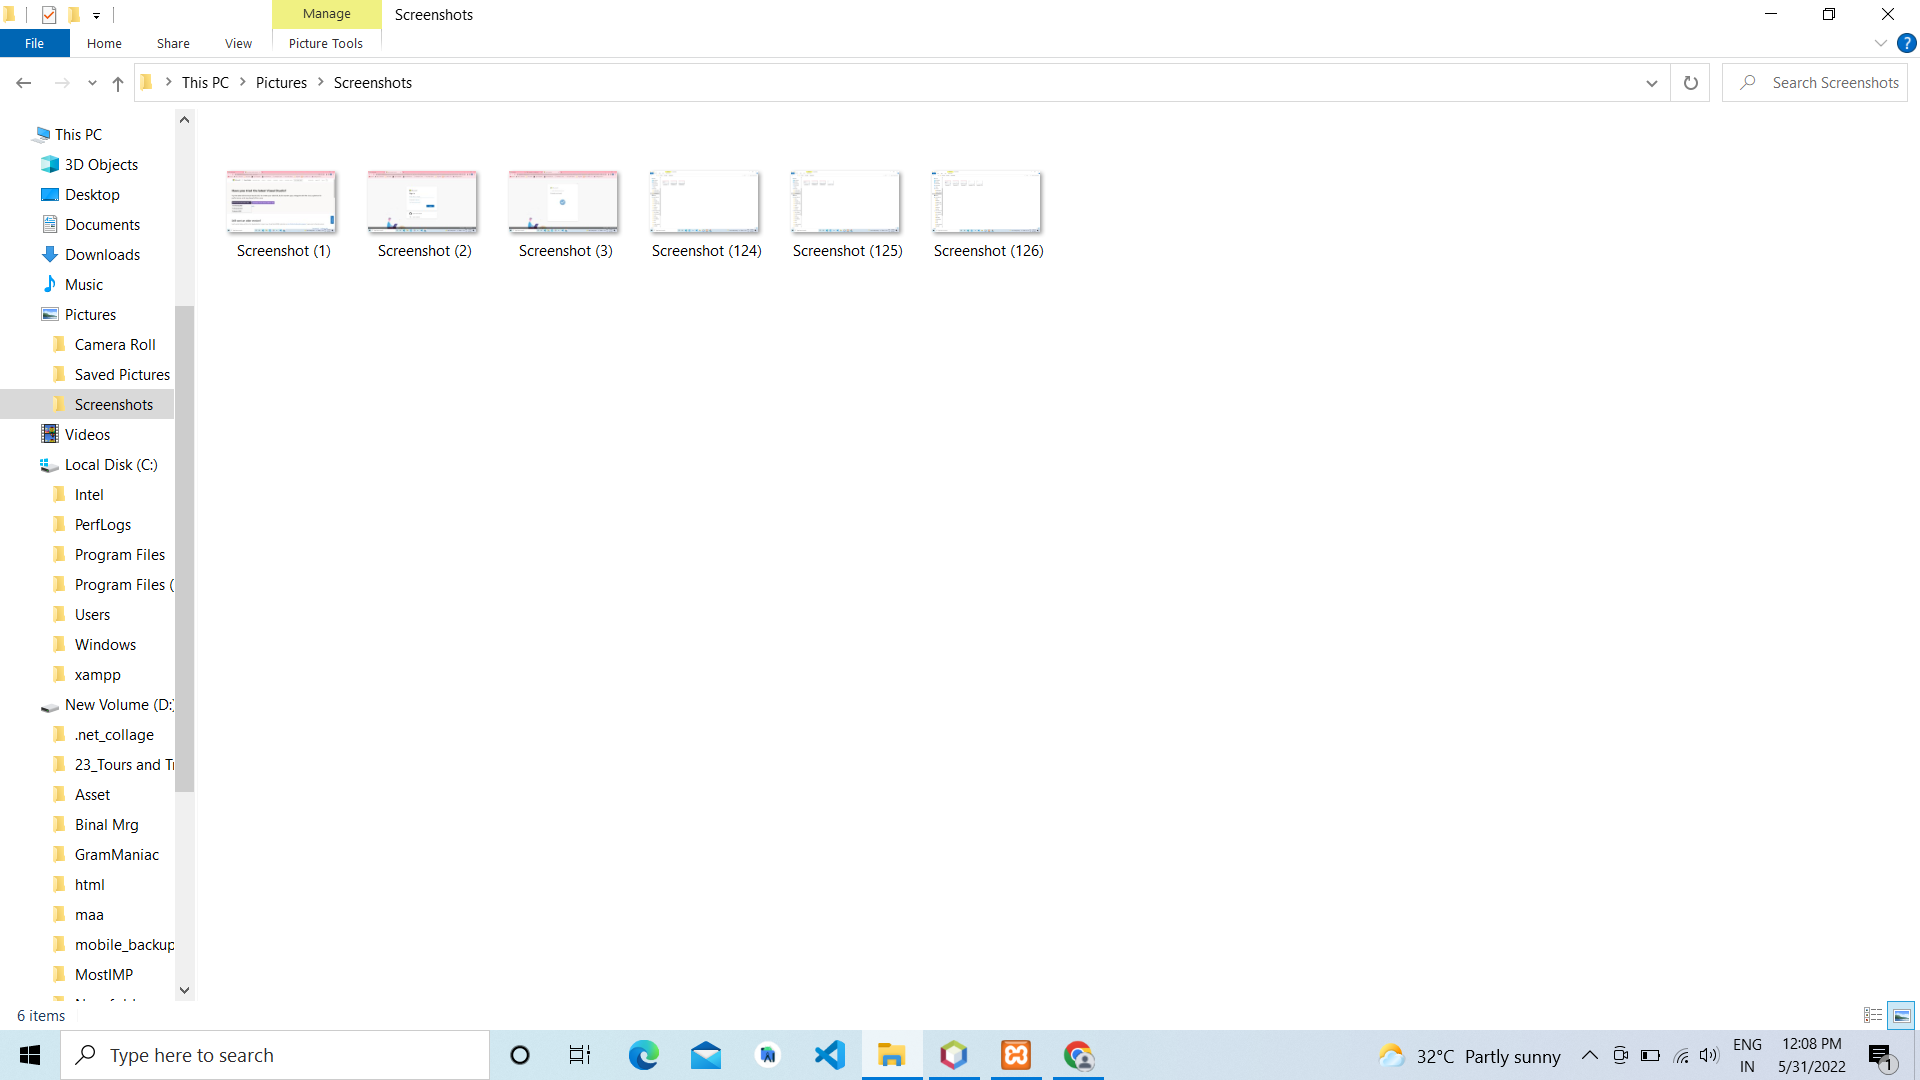 Manage
Screenshots
File
Home
Share
View
Picture Tools
This PC
Pictures
Screenshots
Search Screenshots
This PC
3D Objects
Desktop
Documents
Downloads
Music
Pictures
Camera Roll
Saved Pictures
Screenshots
Videos
Local Disk (C:)
Intel
PerfLogs
Program Files
Program Files (
Users
Windows
xampp
New Volume (D:)
.net_collage
23_Tours and Tr
Asset
Binal Mrg
GramManiac
html
maa
mobile_backup
MostIMP
Screenshot (1)
Screenshot (2)
Screenshot (3)
Screenshot (124)
Screenshot (125)
Screenshot (126)
6 items
Type here to search
32°C Partly sunny
ENG
IN
12:08 PM
5/31/2022
1